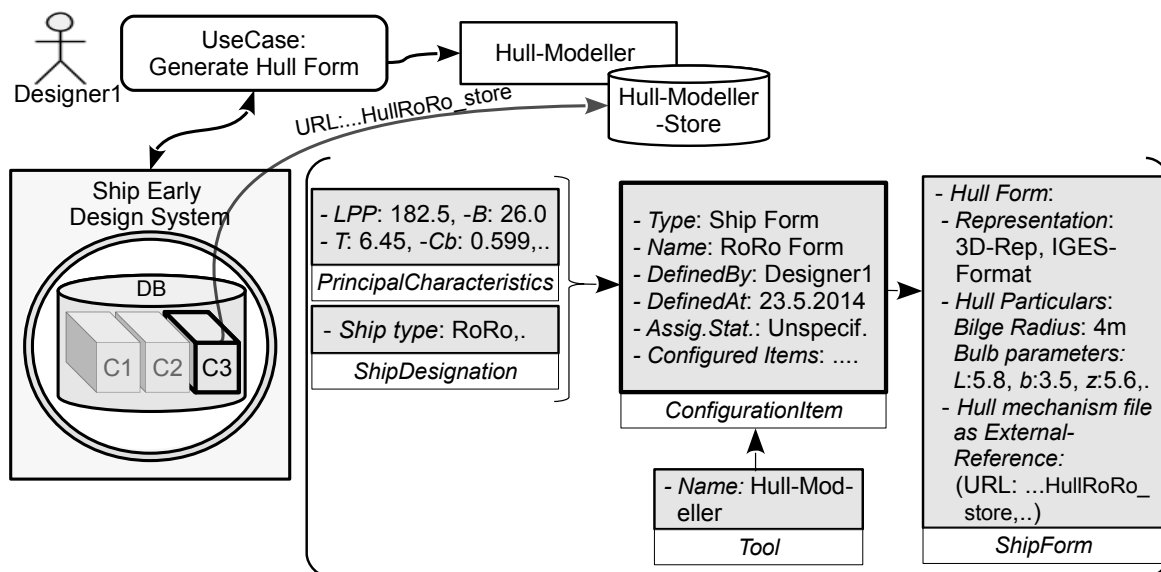 UseCase:
Generate Hull Form
Designer1
Hull-Modeller
Hull-Modeller
-Store
URL:...HullRoRo_store
Ship Early
Design System
DB
C1
C2
C3
- LPP: 182.5, -B: 26.0
- T: 6.45, -Cb: 0.599,..
PrincipalCharacteristics
- Ship type: RoRo,.
ShipDesignation
- Type: Ship Form
- Name: RoRo Form
- DefinedBy: Designer1
- DefinedAt: 23.5.2014
- Assig.Stat.: Unspecif.
- Configured Items: ....
ConfigurationItem
- Name: Hull-Mod-
eller
Tool
- Hull Form:
- Representation:
3D-Rep, IGES-
Format
- Hull Particulars:
Bilge Radius: 4m
Bulb parameters:
L:5.8, b:3.5, z:5.6,.
- Hull mechanism file
as External-
Reference:
(URL: ...HullRoRo_
store,..)
ShipForm